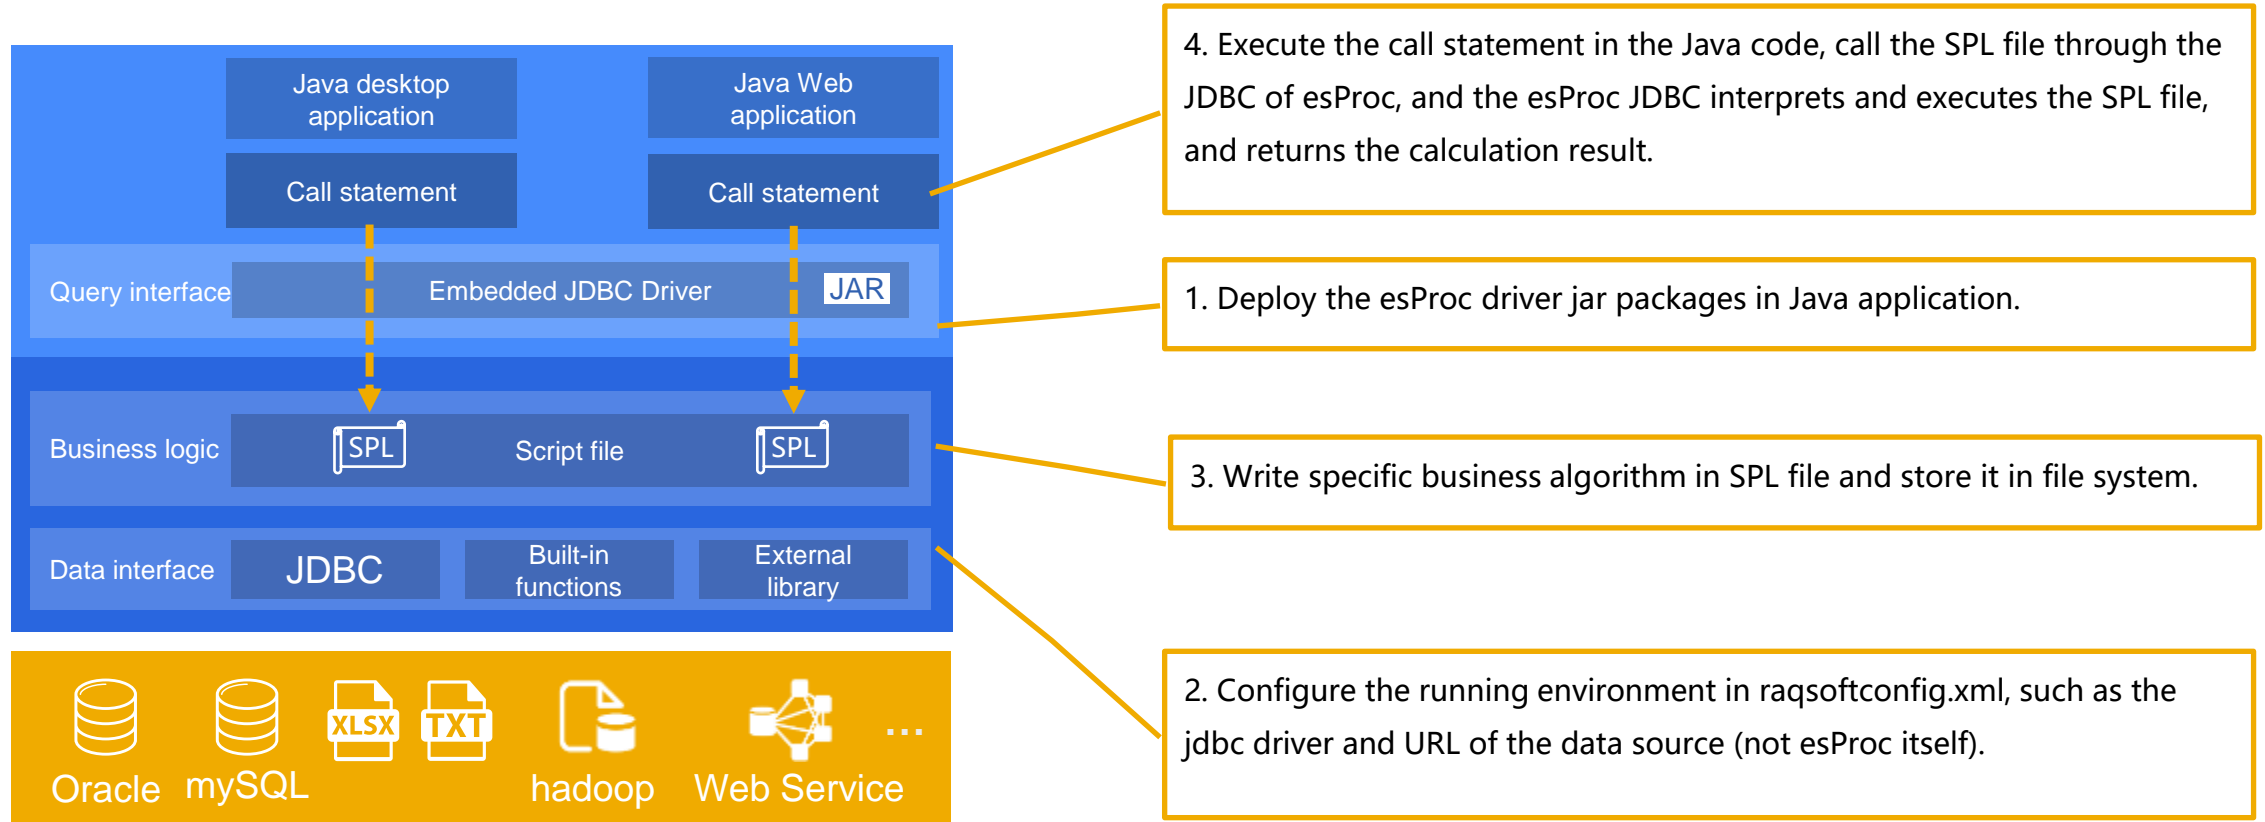 Java desktop
application
Java Web
application
Call statement
Call statement
Query interface
Embedded JDBC Driver
JAR
Business logic
SPL
Script file
SPL
Data interface
JDBC
Built-in
functions
External
library
XLSX
TXT
...
Oracle
mySQL
hadoop
Web Service
4. Execute the call statement in the Java code, call the SPL file through the
JDBC of esProc, and the esProc JDBC interprets and executes the SPL file,
and returns the calculation result.
1. Deploy the esProc driver jar packages in Java application.
3. Write specific business algorithm in SPL file and store it in file system.
2. Configure the running environment in raqsoftconfig.xml, such as the
jdbc driver and URL of the data source (not esProc itself).